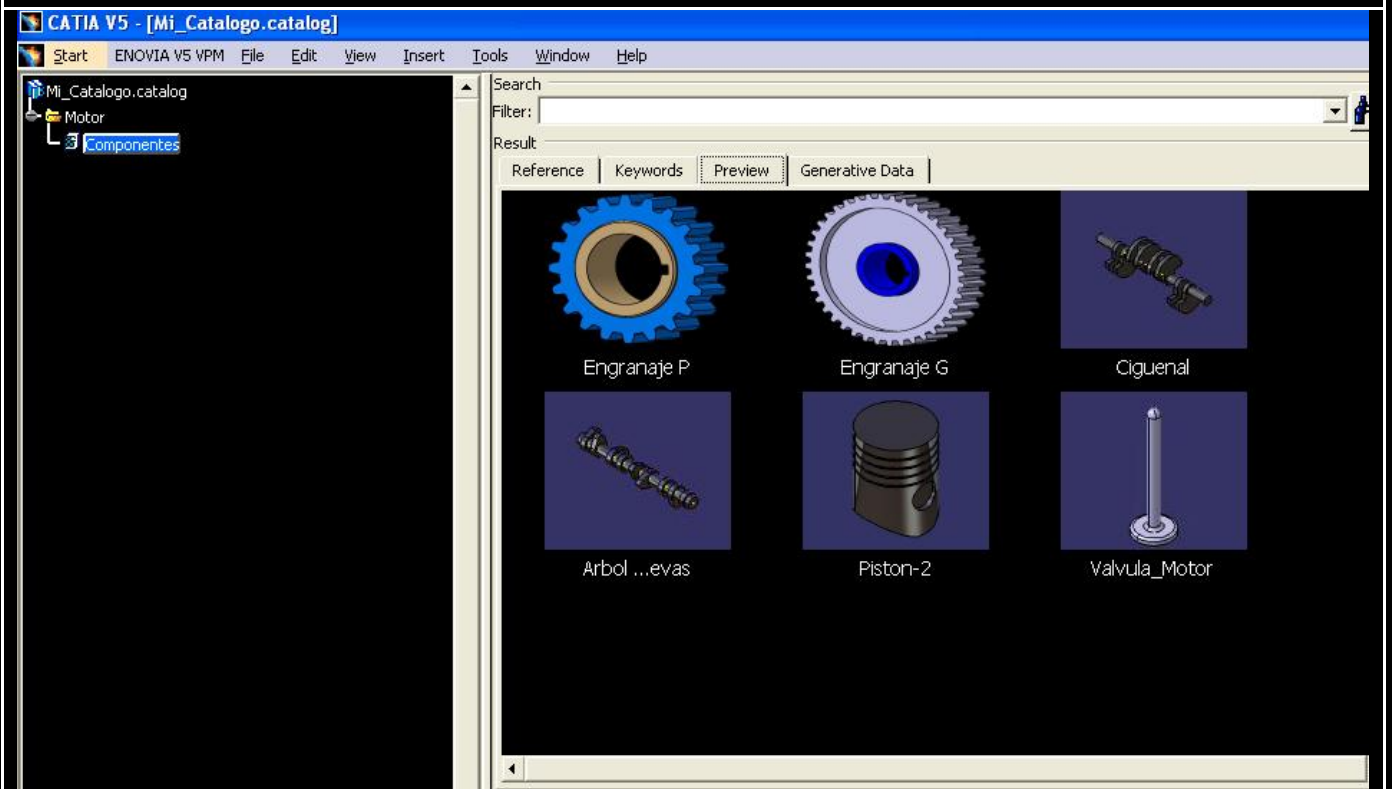 CATIA V5 - [Mi_Catalogo.catalog]
Start ENOVIA V5 VPM File Edit View Insert Tools Window Help
Mi_Catalogo.catalog
Motor
Componentes
Search
Filter:
Result
Reference Keywords Preview Generative Data
Engranaje P Engranaje G Ciguenal
Arbol ...evas Piston-2 Valvula_Motor